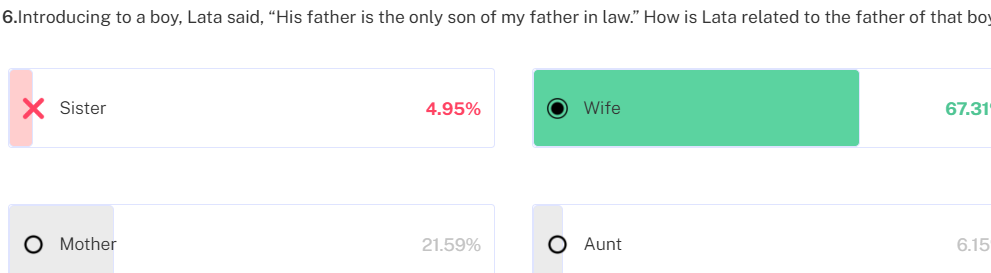 6.Introducing to a boy, Lata said, “His father is the only son of my father in law.” How is Lata related to the father of that boy
Sister 4.95% Wife 67.31
Mother 21.59% Aunt 6.15